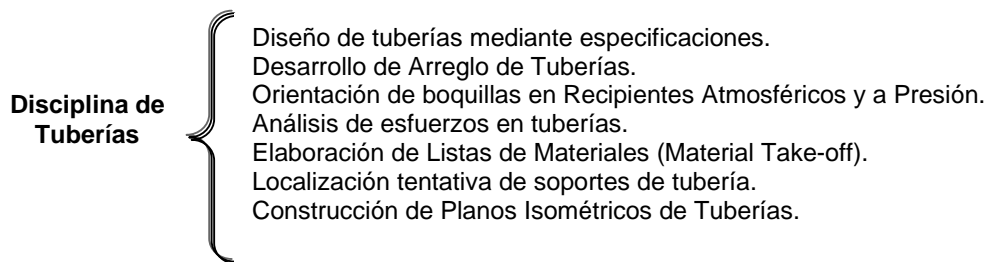 Disciplina de
Tuberías
Diseño de tuberías mediante especificaciones.
Desarrollo de Arreglo de Tuberías.
Orientación de boquillas en Recipientes Atmosféricos y a Presión.
Análisis de esfuerzos en tuberías.
Elaboración de Listas de Materiales (Material Take-off).
Localización tentativa de soportes de tubería.
Construcción de Planos Isométricos de Tuberías.